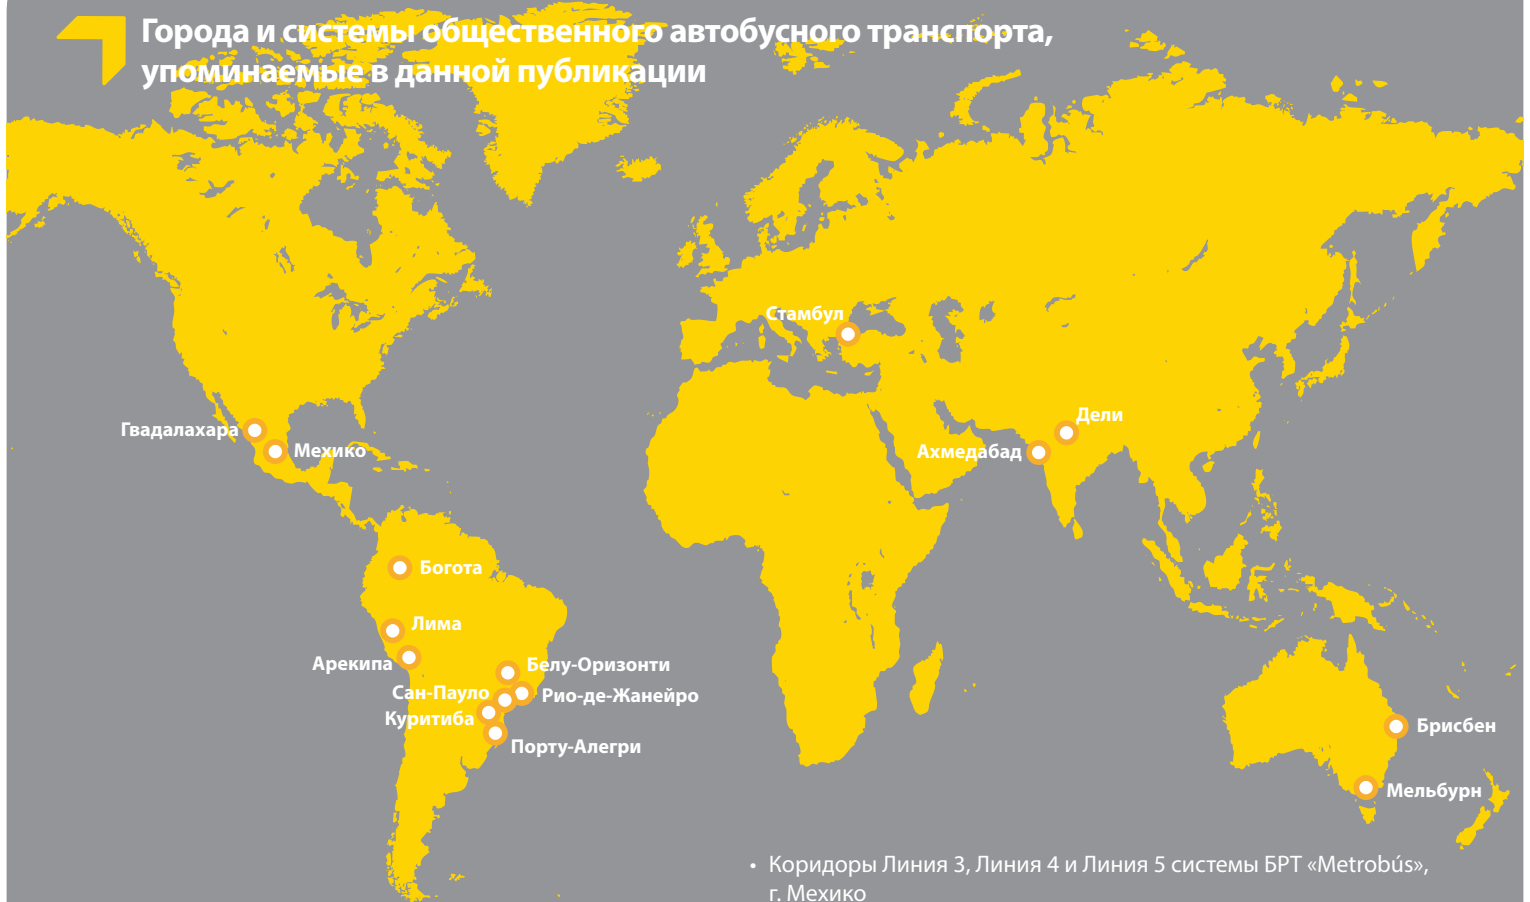 Города и системы общественного автобусного транспорта,
упоминаемые в данной публикации
Стамбул
Дели
Гвадалахара
Мехико
Ахмедабад
Богота
Лима
Арекипа
Белу-Оризонти
Сан-Пауло
Рио-де-Жанейро
Куритиба
Порту-Алегри
Брисбен
Мельбурн
• Коридоры Линия 3, Линия 4 и Линия 5 системы БРТ «Metrobús»,
г. Мехико